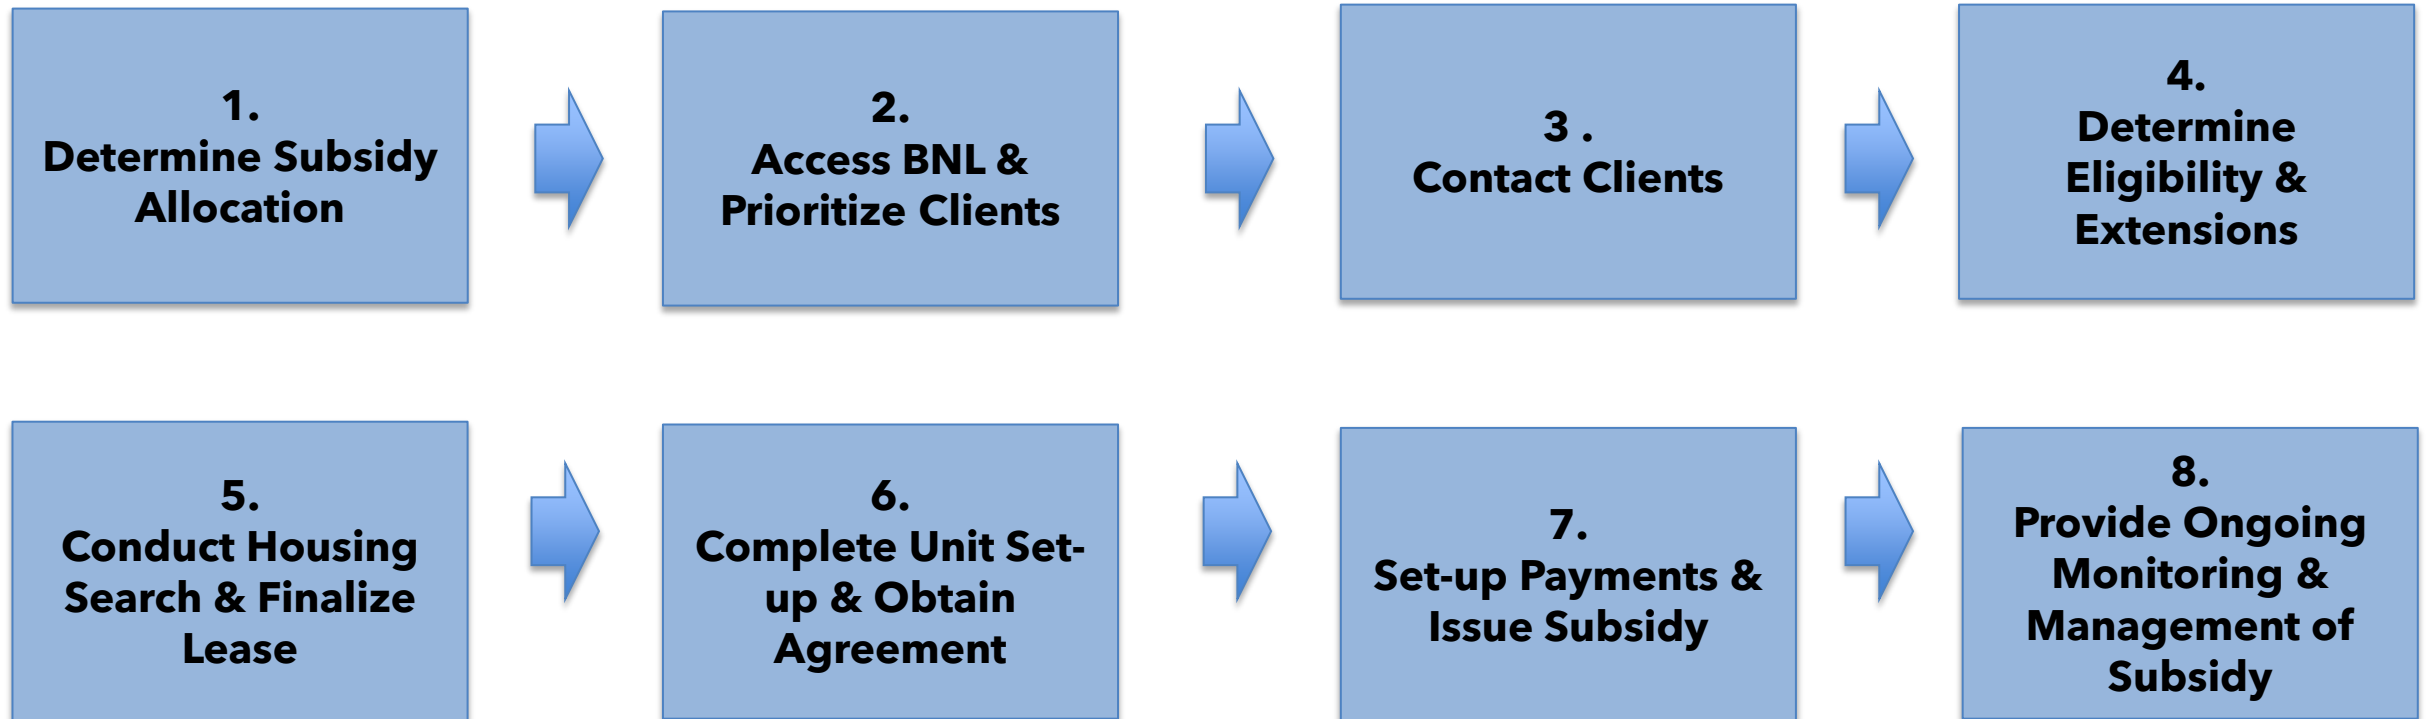 1.
Determine Subsidy
Allocation
2.
Access BNL &
Prioritize Clients
3 .
Contact Clients
4.
Determine
Eligibility &
Extensions
5.
Conduct Housing
Search & Finalize
Lease
6.
Complete Unit Set-
up & Obtain
Agreement
7.
Set-up Payments &
Issue Subsidy
8.
Provide Ongoing
Monitoring &
Management of
Subsidy